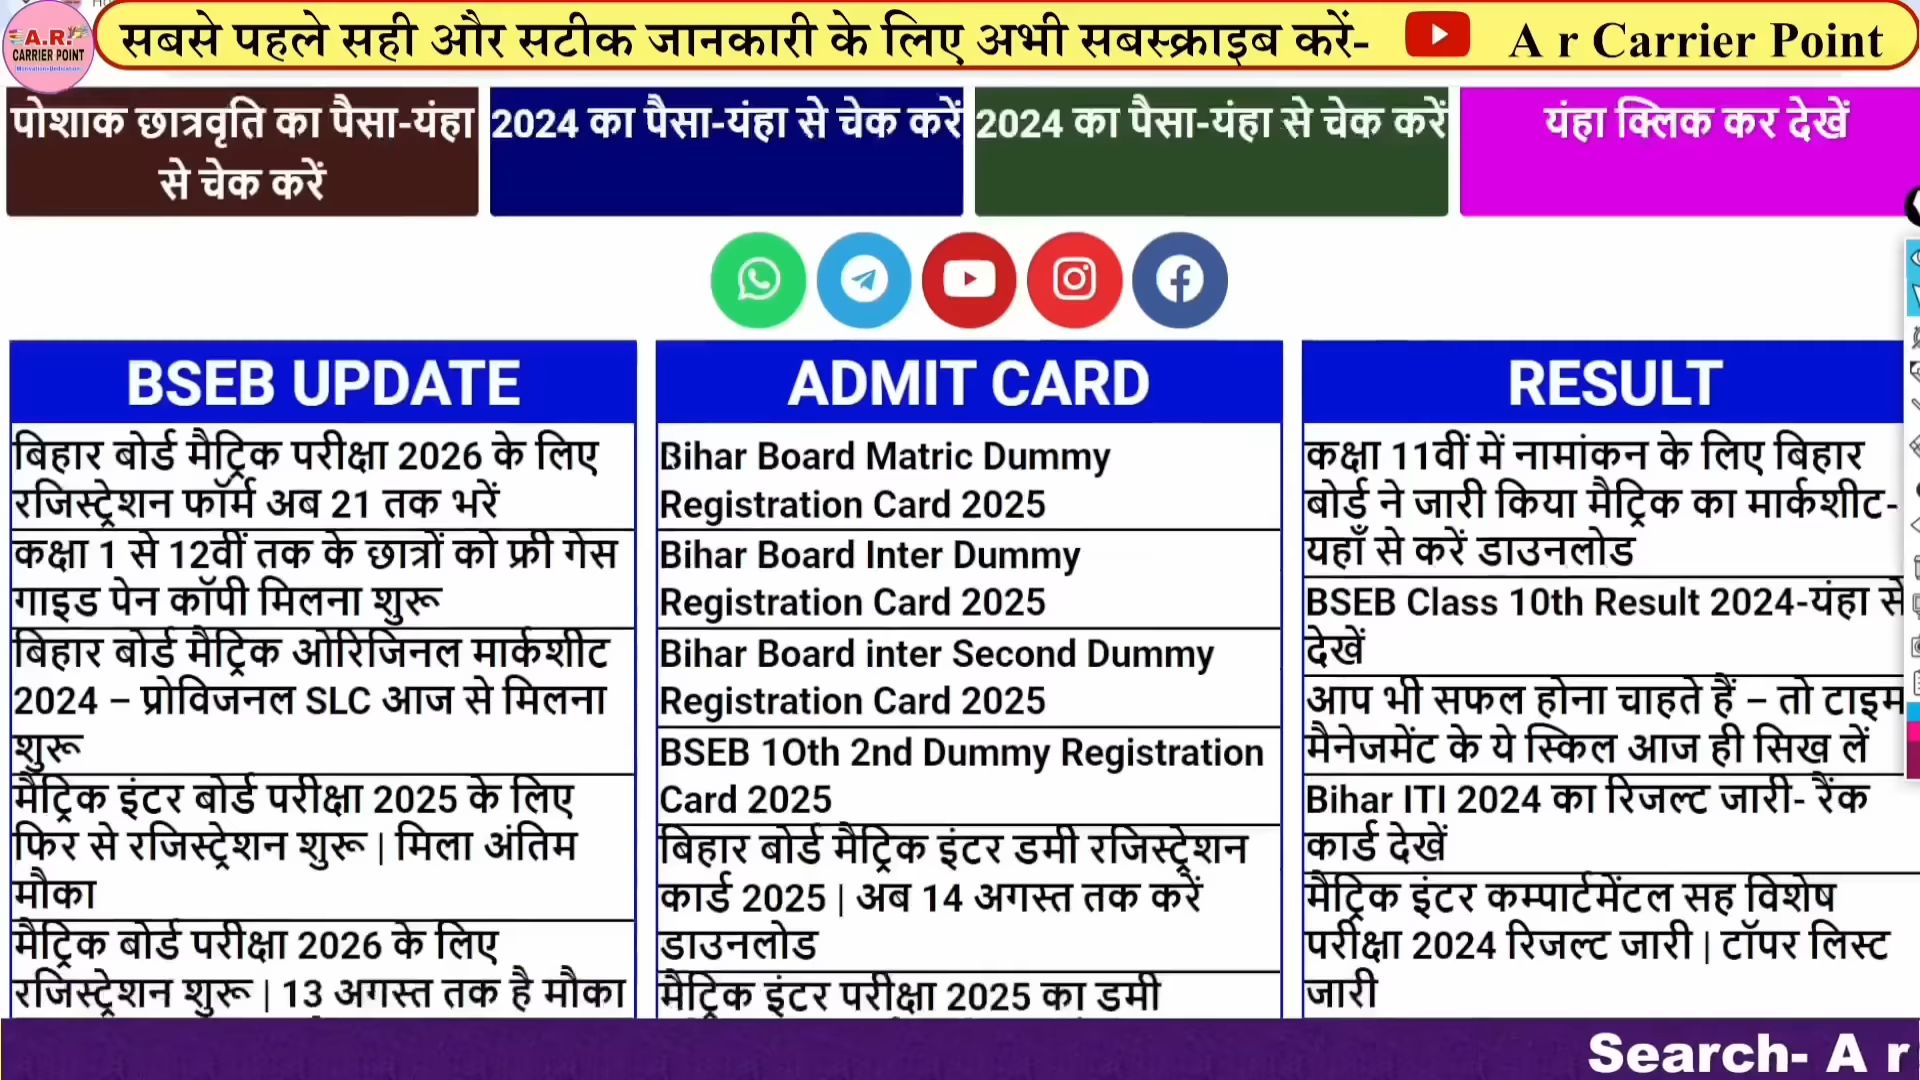 सबसे पहले सही और सटीक जानकारी के लिए अभी सबस्क्राइब करें- A r Carrier Point
A.R.
CARRIER POINT
पोशाक छात्रवृति का पैसा-यंहा
से चेक करें
2024 का पैसा-यंहा से चेक करें
2024 का पैसा-यंहा से चेक करें
यंहा क्लिक कर देखें
BSEB UPDATE
बिहार बोर्ड मैट्रिक परीक्षा 2026 के लिए
रजिस्ट्रेशन फॉर्म अब 21 तक भरें
कक्षा 1 से 12वीं तक के छात्रों को फ्री गेस
गाइड पेन कॉपी मिलना शुरू
बिहार बोर्ड मैट्रिक ओरिजिनल मार्कशीट
2024 – प्रोविजनल SLC आज से मिलना
शुरू
मैट्रिक इंटर बोर्ड परीक्षा 2025 के लिए
फिर से रजिस्ट्रेशन शुरू | मिला अंतिम
मौका
मैट्रिक बोर्ड परीक्षा 2026 के लिए
रजिस्ट्रेशन शुरू | 13 अगस्त तक है मौका
ADMIT CARD
Bihar Board Matric Dummy
Registration Card 2025
Bihar Board Inter Dummy
Registration Card 2025
Bihar Board inter Second Dummy
Registration Card 2025
BSEB 1Oth 2nd Dummy Registration
Card 2025
बिहार बोर्ड मैट्रिक इंटर डमी रजिस्ट्रेशन
कार्ड 2025 | अब 14 अगस्त तक करें
डाउनलोड
मैट्रिक इंटर परीक्षा 2025 का डमी
RESULT
कक्षा 11वीं में नामांकन के लिए बिहार
बोर्ड ने जारी किया मैट्रिक का मार्कशीट-
यहाँ से करें डाउनलोड
BSEB Class 10th Result 2024-यंहा से
देखें
आप भी सफल होना चाहते हैं – तो टाइम
मैनेजमेंट के ये स्किल आज ही सिख लें
Bihar ITI 2024 का रिजल्ट जारी- रैंक
कार्ड देखें
मैट्रिक इंटर कम्पार्टमेंटल सह विशेष
परीक्षा 2024 रिजल्ट जारी | टॉपर लिस्ट
जारी
Search- A r